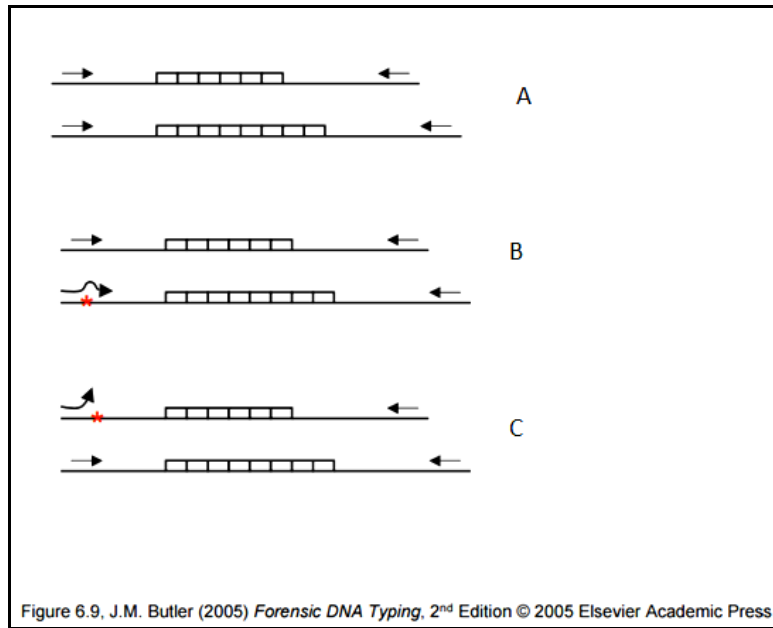 A
B
C
Figure 6.9, J.M. Butler (2005) Forensic DNA Typing, 2nd Edition © 2005 Elsevier Academic Press